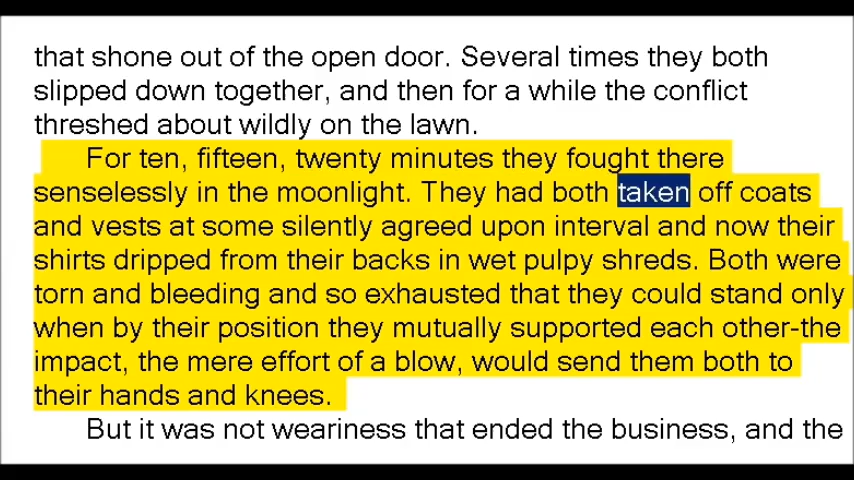 that shone out of the open door. Several times they both
slipped down together, and then for a while the conflict
threshed about wildly on the lawn.
For ten, fifteen, twenty minutes they fought there
senselessly in the moonlight. They had both taken off coats
and vests at some silently agreed upon interval and now their
shirts dripped from their backs in wet pulpy shreds. Both were
torn and bleeding and so exhausted that they could stand only
when by their position they mutually supported each other-the
impact, the mere effort of a blow, would send them both to
their hands and knees.
But it was not weariness that ended the business, and the